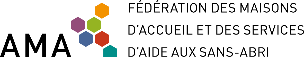 AMA
FÉDÉRATION DES MAISONS
D'ACCUEIL ET DES SERVICES
D'AIDE AUX SANS-ABRI